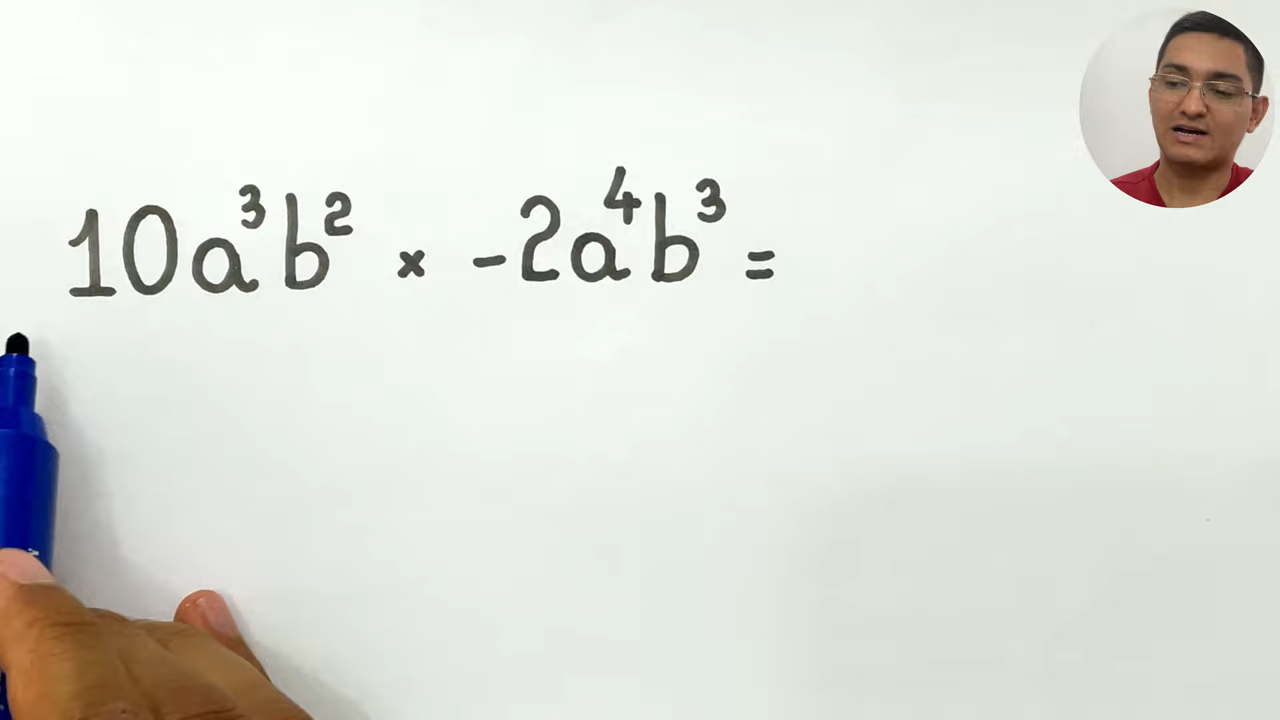 10a³b² × -2a⁴b³ =